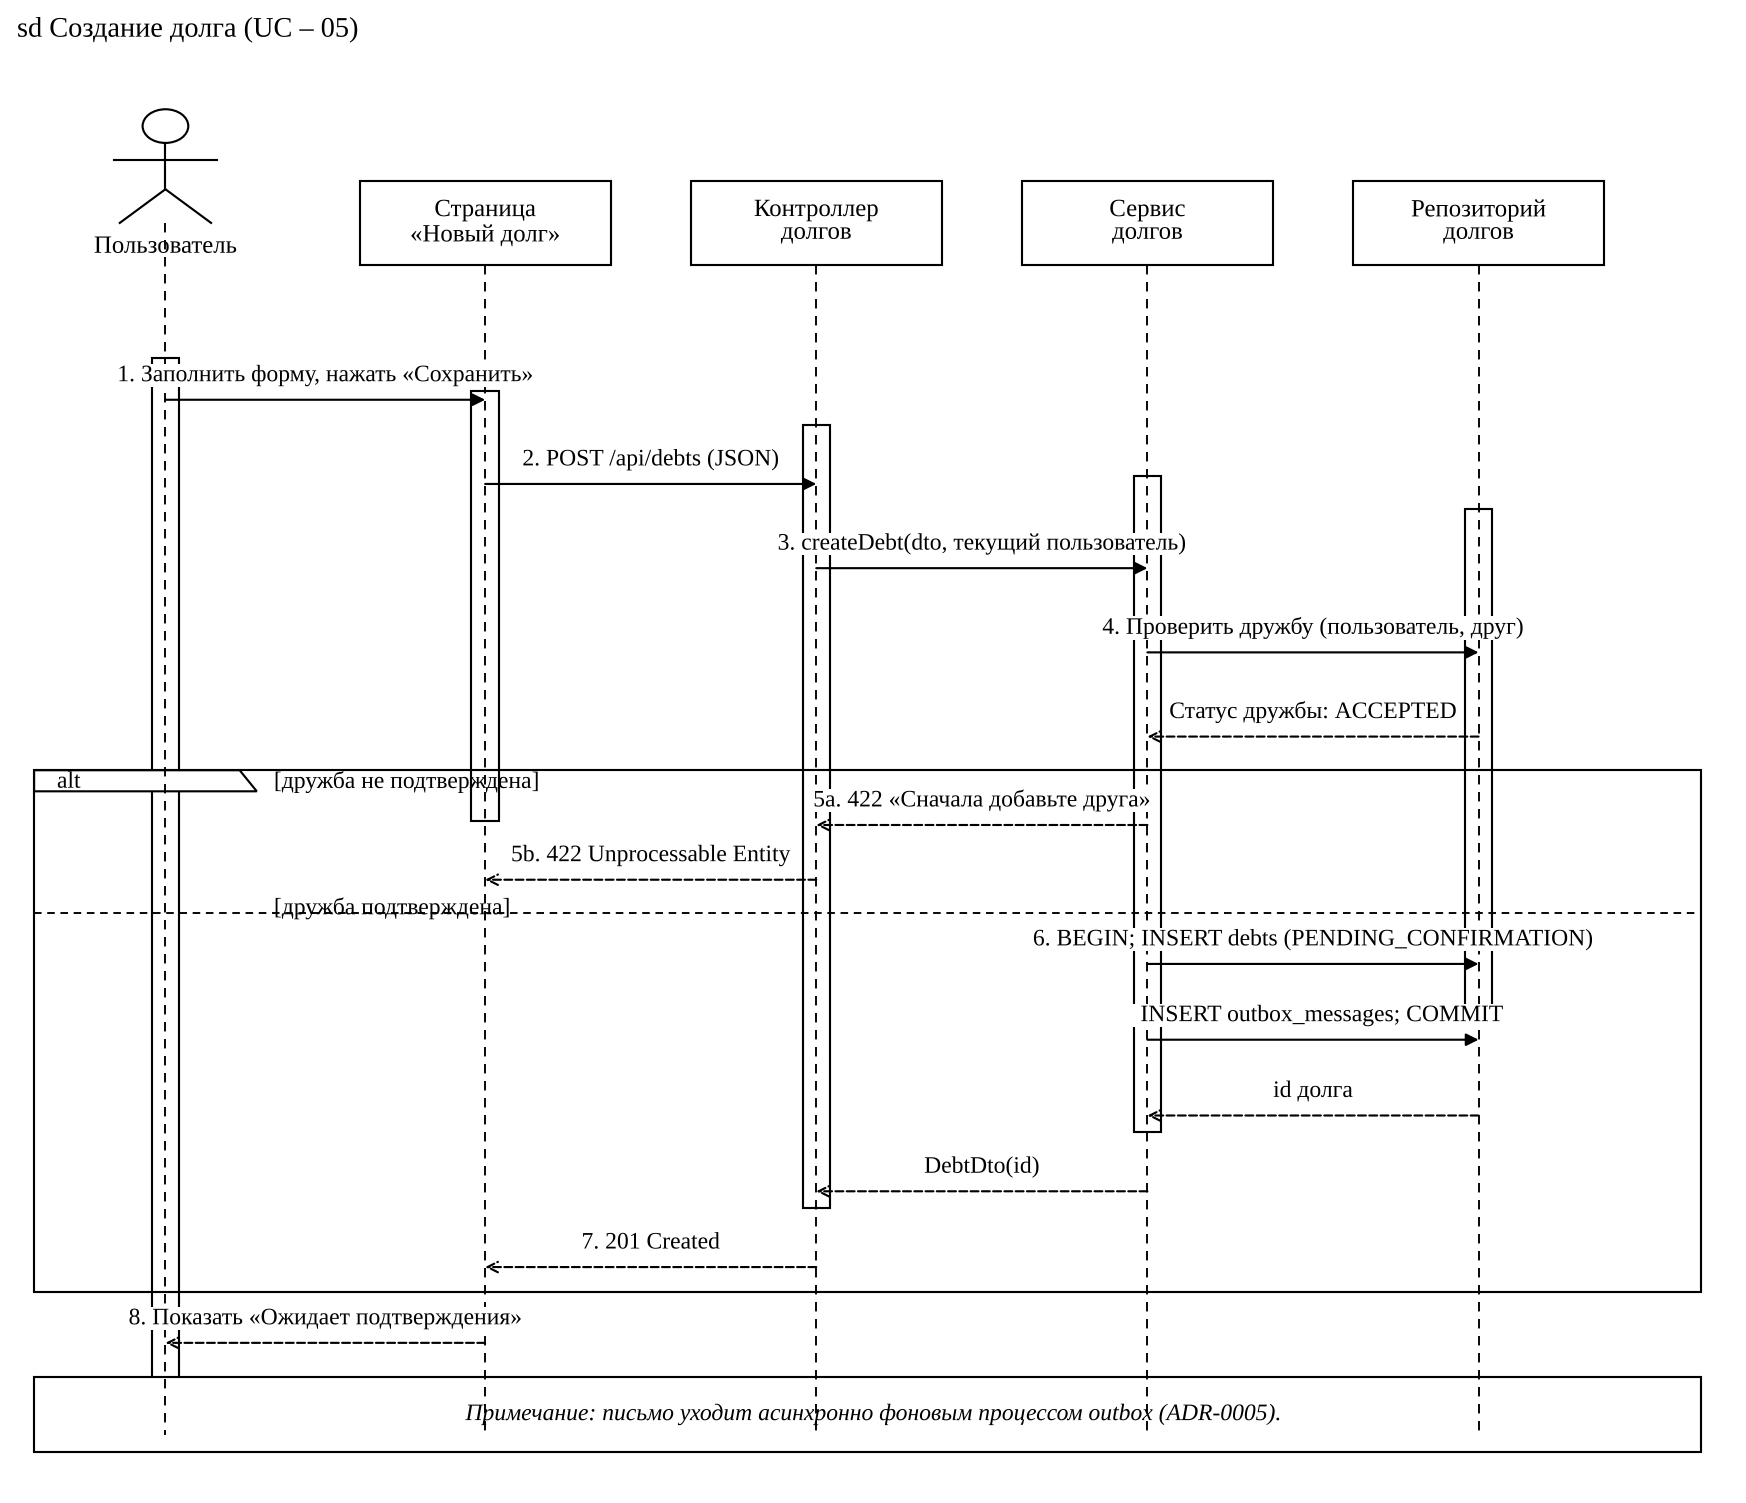 sd Создание долга (UC – 05)
Пользователь
Страница
«Новый долг»
Контроллер
долгов
Сервис
долгов
Репозиторий
долгов
1. Заполнить форму, нажать «Сохранить»
2. POST /api/debts (JSON)
3. createDebt(dto, текущий пользователь)
4. Проверить дружбу (пользователь, друг)
Статус дружбы: ACCEPTED
alt
[дружба не подтверждена]
5a. 422 «Сначала добавьте друга»
5b. 422 Unprocessable Entity
[дружба подтверждена]
6. BEGIN; INSERT debts (PENDING_CONFIRMATION)
INSERT outbox_messages; COMMIT
id долга
DebtDto(id)
7. 201 Created
8. Показать «Ожидает подтверждения»
Примечание: письмо уходит асинхронно фоновым процессом outbox (ADR-0005).